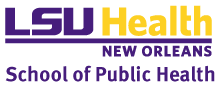 LSU Health
NEW ORLEANS
School of Public Health